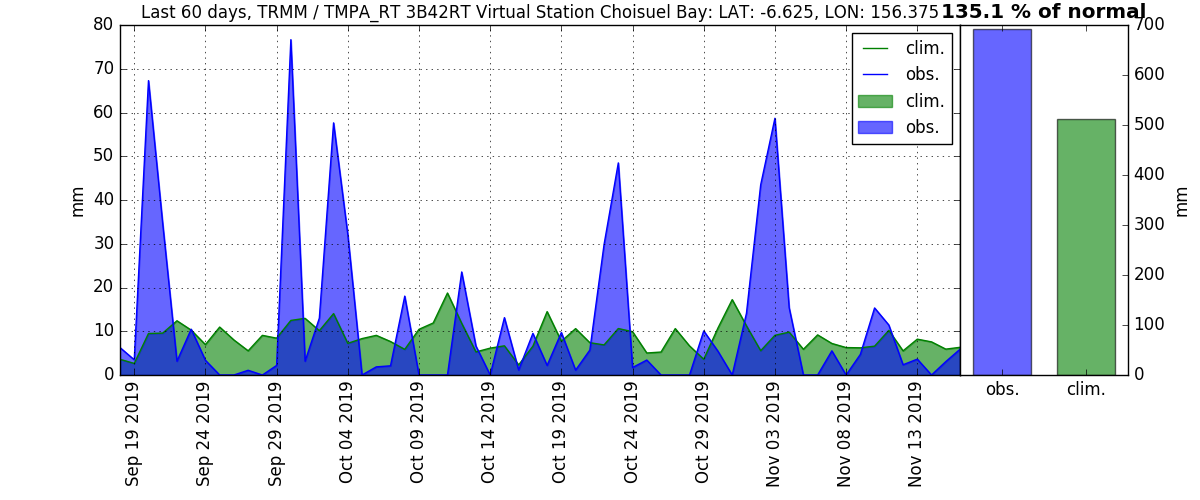 Last 60 days, TRMM / TMPA_RT 3B42RT Virtual Station Choisuel Bay: LAT: -6.625, LON: 156.375
135.1 % of normal
80
70
60
50
40
30
20
10
0
mm
clim.
obs.
clim.
obs.
700
600
500
400
300
200
100
0
mm
obs.
clim.
Sep 19 2019
Sep 24 2019
Sep 29 2019
Oct 04 2019
Oct 09 2019
Oct 14 2019
Oct 19 2019
Oct 24 2019
Oct 29 2019
Nov 03 2019
Nov 08 2019
Nov 13 2019